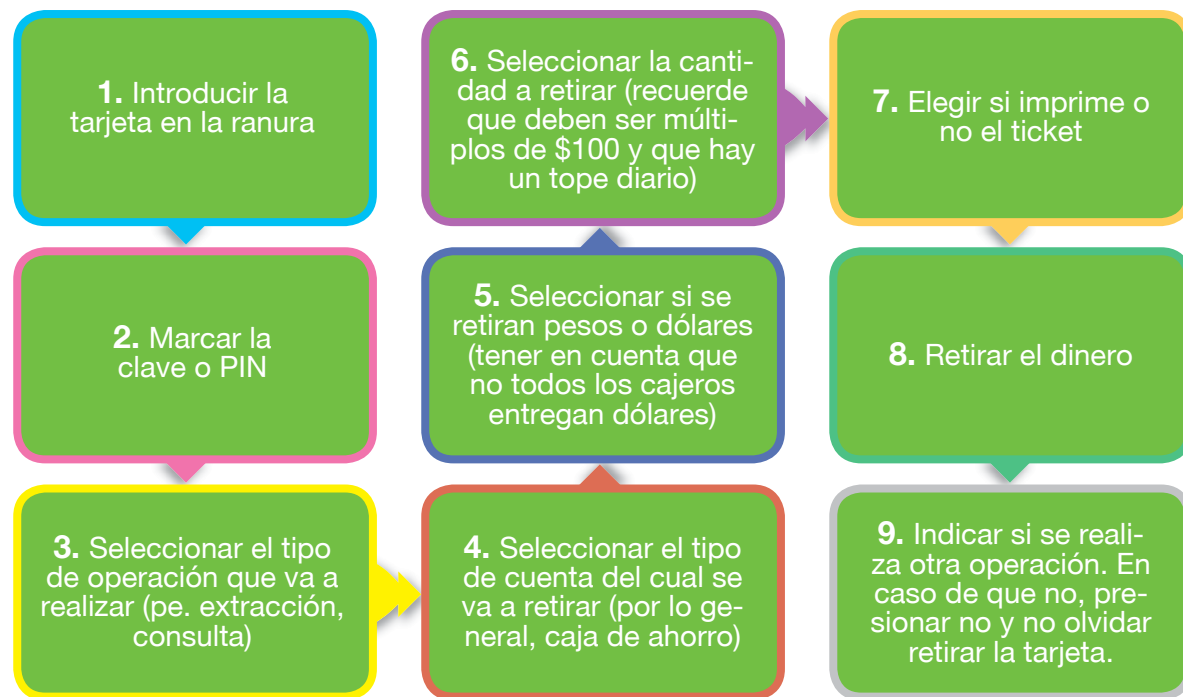 1. Introducir la
tarjeta en la ranura
2. Marcar la
clave o PIN
3. Seleccionar el tipo
de operación que va a
realizar (pe. extracción,
consulta)
4. Seleccionar el tipo
de cuenta del cual se
va a retirar (por lo ge-
neral, caja de ahorro)
5. Seleccionar si se
retiran pesos o dólares
(tener en cuenta que
no todos los cajeros
entregan dólares)
6. Seleccionar la canti-
dad a retirar (recuerde
que deben ser múlti-
plos de $100 y que hay
un tope diario)
7. Elegir si imprime o
no el ticket
8. Retirar el dinero
9. Indicar si se reali-
za otra operación. En
caso de que no, pre-
sionar no y no olvidar
retirar la tarjeta.